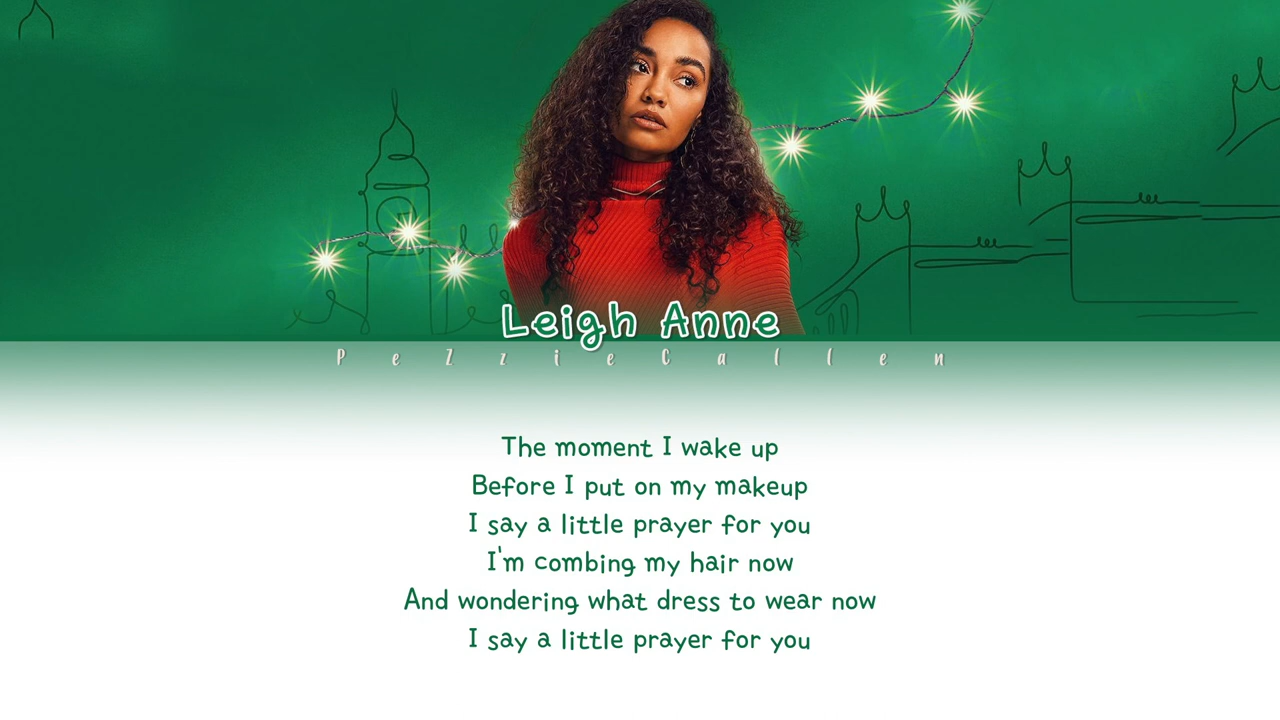 Leigh Anne
PeZzieCallen
The moment I wake up
Before I put on my makeup
I say a little prayer for you
I'm combing my hair now
And wondering what dress to wear now
I say a little prayer for you